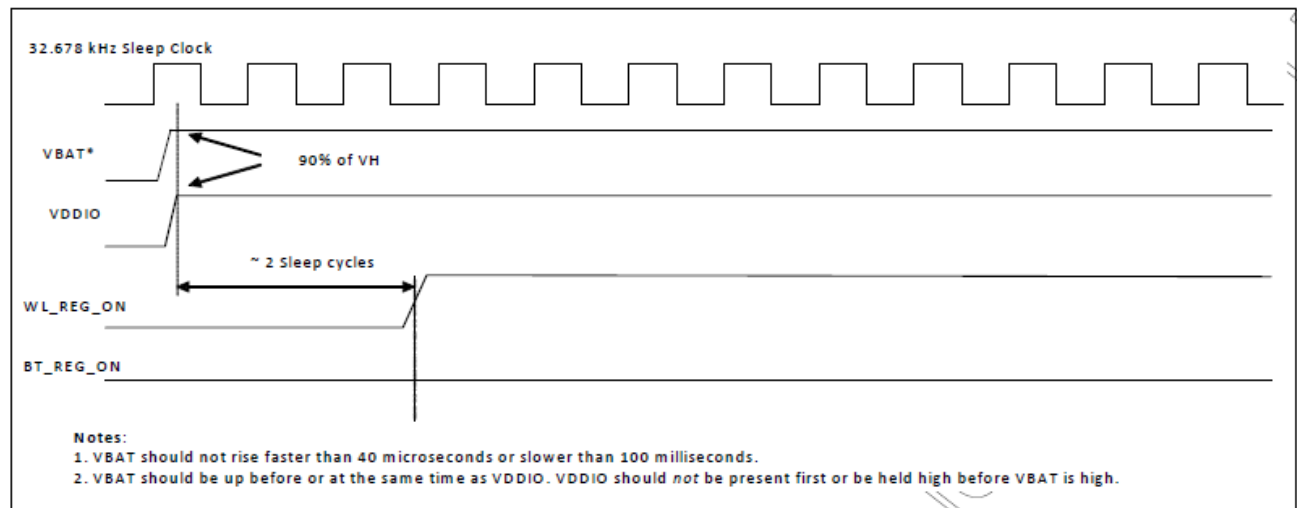 32.678 kHz Sleep Clock
VBAT*
90% of VH
VDDIO
~ 2 Sleep cycles
WL_REG_ON
BT_REG_ON
Notes:
1. VBAT should not rise faster than 40 microseconds or slower than 100 milliseconds.
2. VBAT should be up before or at the same time as VDDIO. VDDIO should not be present first or be held high before VBAT is high.